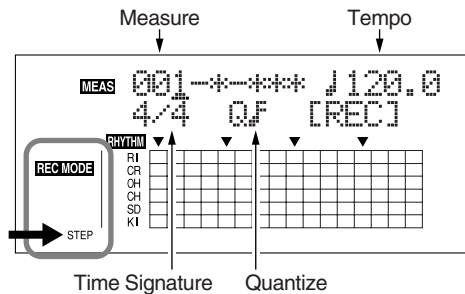 Measure Tempo
MEAS 001-*-*** ♩120.0
4/4 Q♪ [REC]
RHYTHM
RI
REC MODE CR
OH
CH
SD
STEP KI
Time Signature Quantize